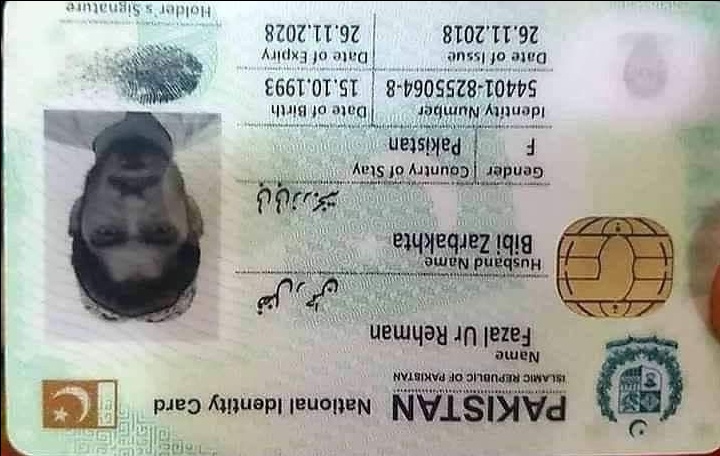 PAKISTAN National Identity Card
ISLAMIC REPUBLIC OF PAKISTAN
Name
Fazal Ur Rehman
Husband Name
Bibi Zarbakhta
Gender Country of Stay
F Pakistan
Identity Number Date of Birth
54401-8255064-8 15.10.1993
Date of Issue Date of Expiry
26.11.2018 26.11.2028
Holder's Signature